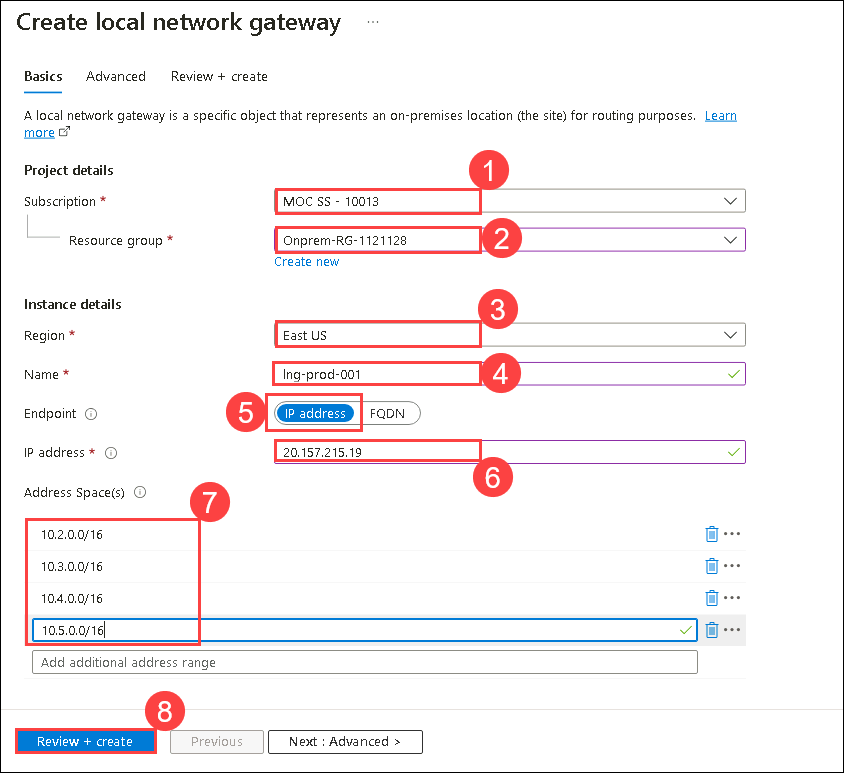 Create local network gateway ...
Basics Advanced Review + create
A local network gateway is a specific object that represents an on-premises location (the site) for routing purposes. Learn
more
Project details
1
Subscription * MOC SS - 10013
Resource group * Onprem-RG-1121128 2
Create new
Instance details
3
Region * East US
Name * lng-prod-001 4
Endpoint 5 IP address FQDN
IP address * 20.157.215.19
6
Address Space(s) 7
10.2.0.0/16
10.3.0.0/16
10.4.0.0/16
10.5.0.0/16
Add additional address range
8
Review + create Previous Next : Advanced >